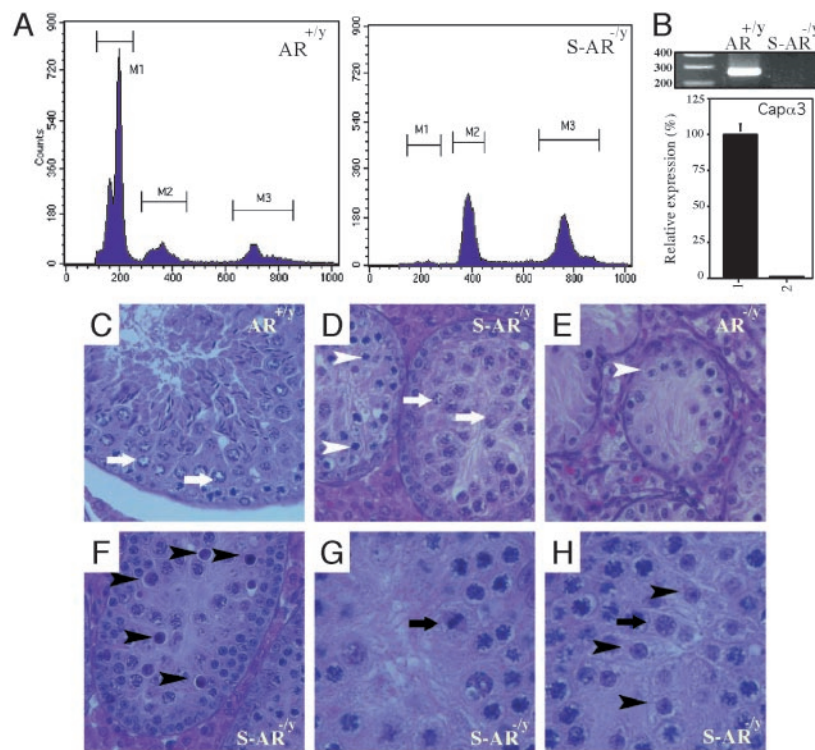 A
AR+/y
S-AR-/y
B
AR+/y S-AR-/y
900
720
540
360
180
0
Counts
M1
M2
M3
0 200 400 600 800 1000
900
720
540
360
180
0
M1
M2
M3
0 200 400 600 800 1000
400
300
200
Capα3
125
100
75
50
25
0
Relative expression (%)
1
2
C
AR+/y
D
S-AR-/y
E
AR-/y
F
S-AR-/y
G
S-AR-/y
H
S-AR-/y